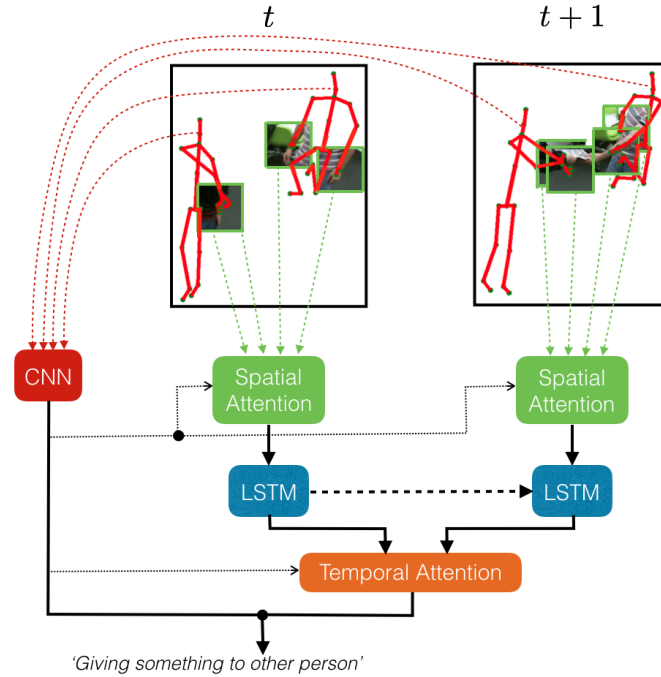 t
t + 1
CNN
Spatial
Attention
Spatial
Attention
LSTM
LSTM
Temporal Attention
'Giving something to other person'